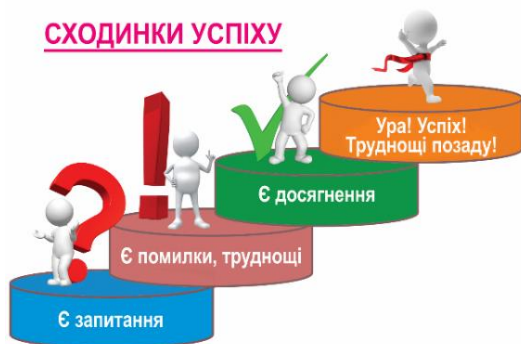 СХОДИНКИ УСПІХУ
Ура! Успіх!
Труднощі позаду!
Є досягнення
Є помилки, труднощі
Є запитання